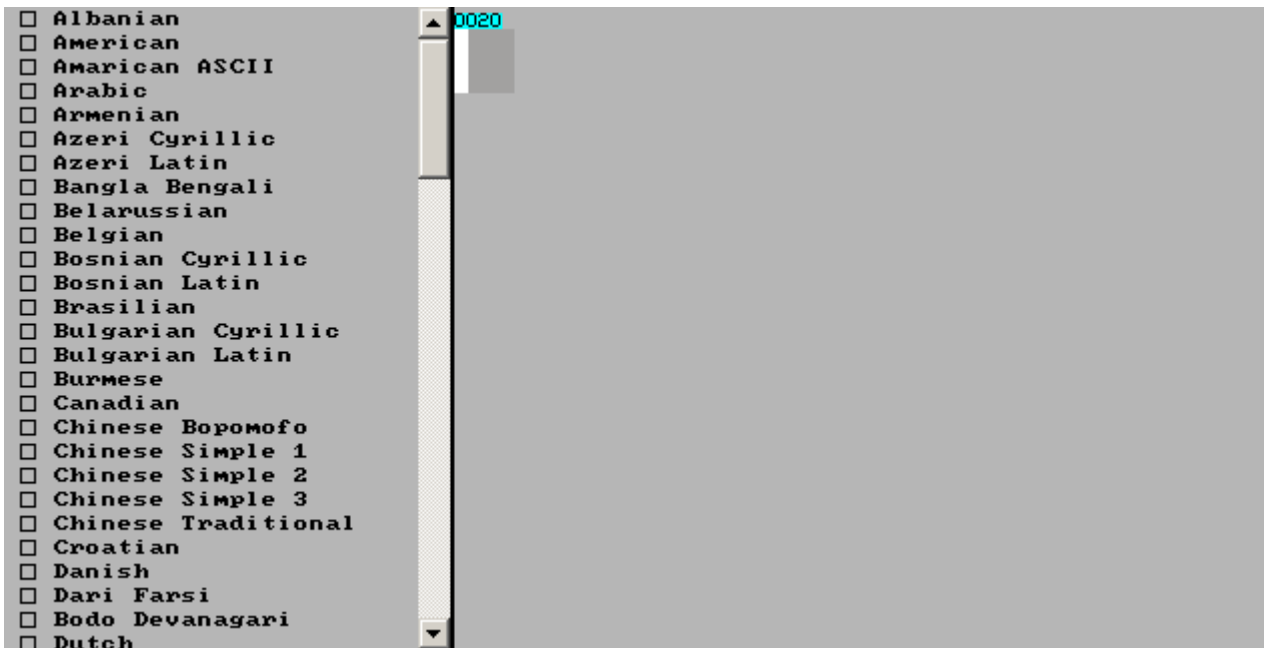 Albanian
0020
American
Amarican ASCII
Arabic
Armenian
Azeri Cyrillic
Azeri Latin
Bangla Bengali
Belarussian
Belgian
Bosnian Cyrillic
Bosnian Latin
Brasilian
Bulgarian Cyrillic
Bulgarian Latin
Burmese
Canadian
Chinese Bopomofo
Chinese Simple 1
Chinese Simple 2
Chinese Simple 3
Chinese Traditional
Croatian
Danish
Dari Farsi
Bodo Devanagari
Dutch